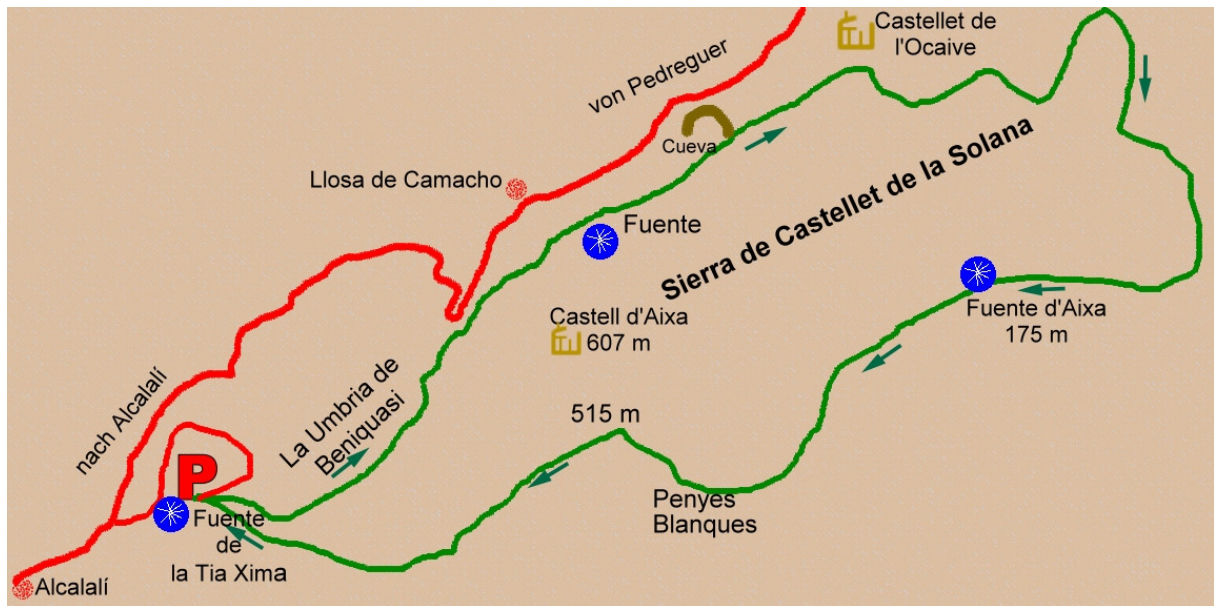 Castellet de
l'Ocaive
von Pedreguer
Cueva
Sierra de Castellet de la Solana
Llosa de Camacho
Fuente
Fuente d'Aixa
175 m
Castell d'Aixa
607 m
La Umbria de
Beniquasi
nach Alcalalí
515 m
P
Penyes
Blanques
Fuente
de
la Tia Xima
Alcalalí